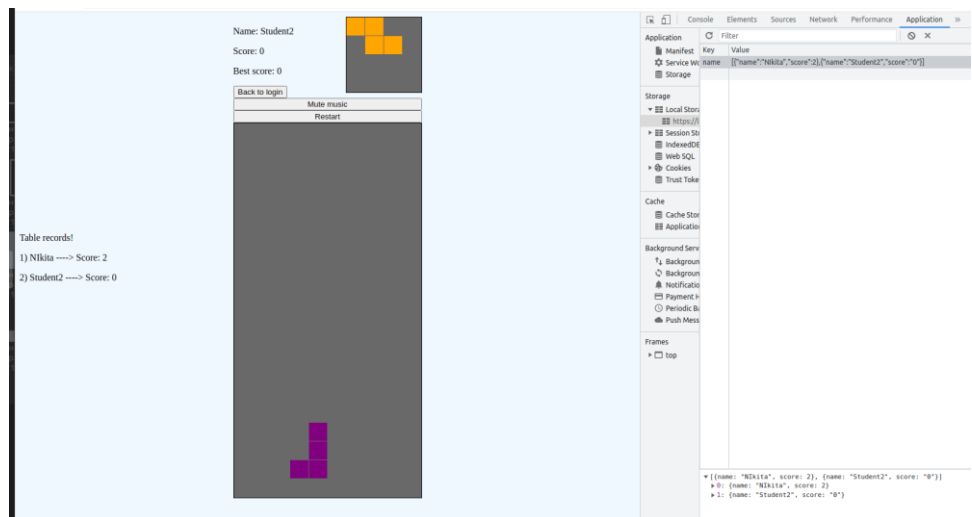 Name: Student2
Score: 0
Best score: 0
Back to login
Mute music
Restart
Table records!
1) NIkita ----> Score: 2
2) Student2 ----> Score: 0
Console Elements Sources Network Performance Application »
Application
Manifest
Service Wo
Storage
Storage
Local Stora
https://l
Session Sto
IndexedDB
Web SQL
Cookies
Trust Toke
Cache
Cache Stor
Applicatio
Background Serv
Backgroun
Backgroun
Notificatio
Payment H
Periodic Ba
Push Mess
Frames
top
Filter
Key Value
name [{"name":"NIkita","score":2},{"name":"Student2","score":"0"}]
[{name: "NIkita", score: 2}, {name: "Student2", score: "0"}]
0: {name: "NIkita", score: 2}
1: {name: "Student2", score: "0"}